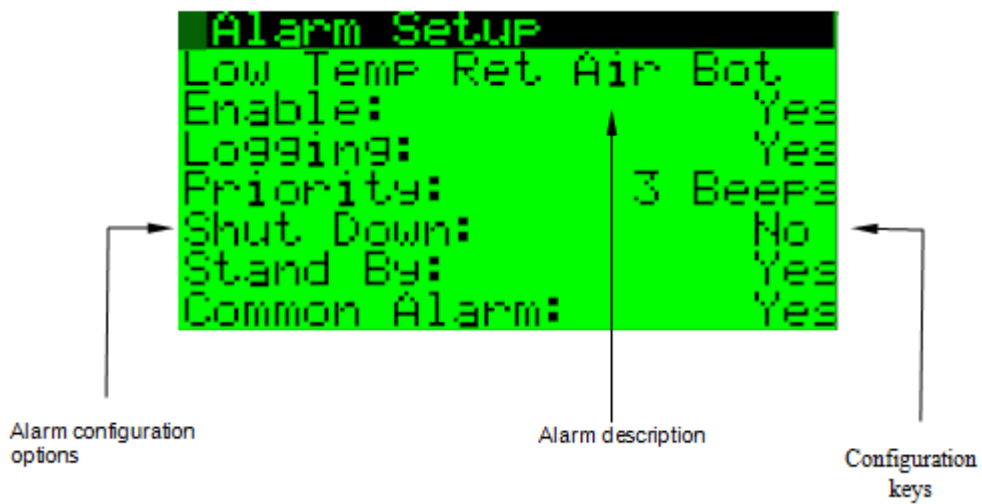 Alarm Setup
Low Temp Ret Air Bot
Enable: Yes
Logging: Yes
Priority: 3 Beeps
Shut Down: No
Stand By: Yes
Common Alarm: Yes
Alarm configuration
options
Alarm description
Configuration
keys